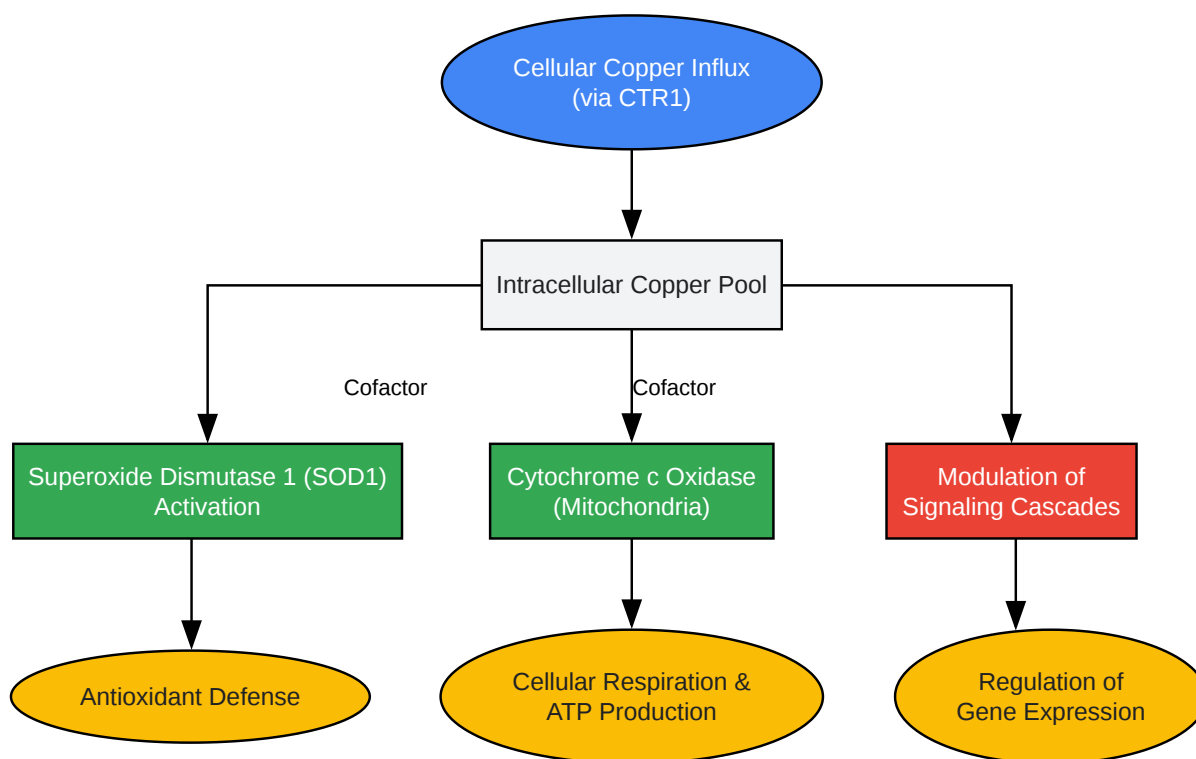 Cellular Copper Influx
(via CTR1)
Intracellular Copper Pool
Cofactor
Cofactor
Superoxide Dismutase 1 (SOD1)
Activation
Cytochrome c Oxidase
(Mitochondria)
Modulation of
Signaling Cascades
Antioxidant Defense
Cellular Respiration &
ATP Production
Regulation of
Gene Expression